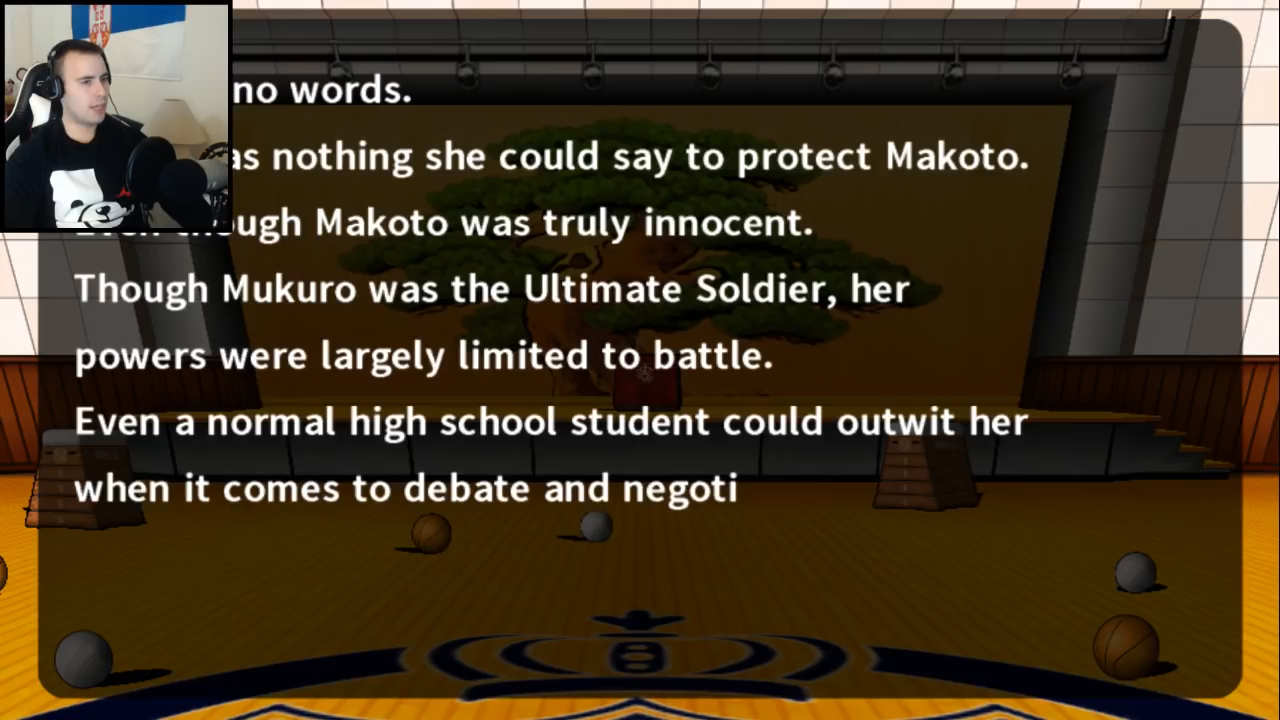 no words.
as nothing she could say to protect Makoto.
Even though Makoto was truly innocent.
Though Mukuro was the Ultimate Soldier, her
powers were largely limited to battle.
Even a normal high school student could outwit her
when it comes to debate and negoti